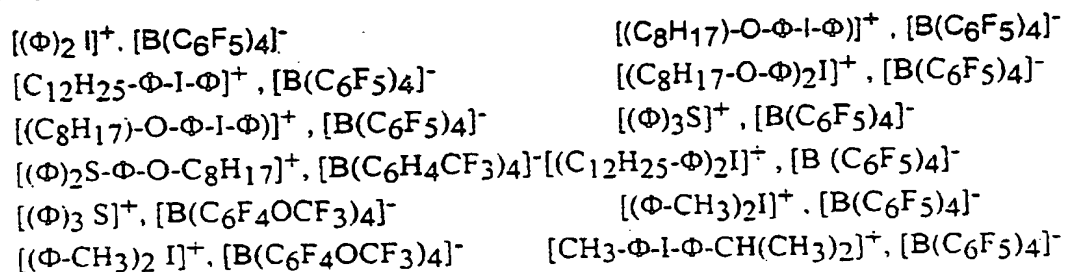 [(Φ)2 I]+. [B(C6F5)4]- [(C8H17)-O-Φ-I-Φ)]+, [B(C6F5)4]-
[C12H25-Φ-I-Φ]+, [B(C6F5)4]- [(C8H17-O-Φ)2I]+, [B(C6F5)4]-
[(C8H17)-O-Φ-I-Φ)]+, [B(C6F5)4]- [(Φ)3S]+, [B(C6F5)4]-
[(Φ)2S-Φ-O-C8H17]+, [B(C6H4CF3)4]-[(C12H25-Φ)2I]+, [B (C6F5)4]-
[(Φ)3 S]+, [B(C6F4OCF3)4]- [(Φ-CH3)2I]+. [B(C6F5)4]-
[(Φ-CH3)2 I]+, [B(C6F4OCF3)4]- [CH3-Φ-I-Φ-CH(CH3)2]+, [B(C6F5)4]-